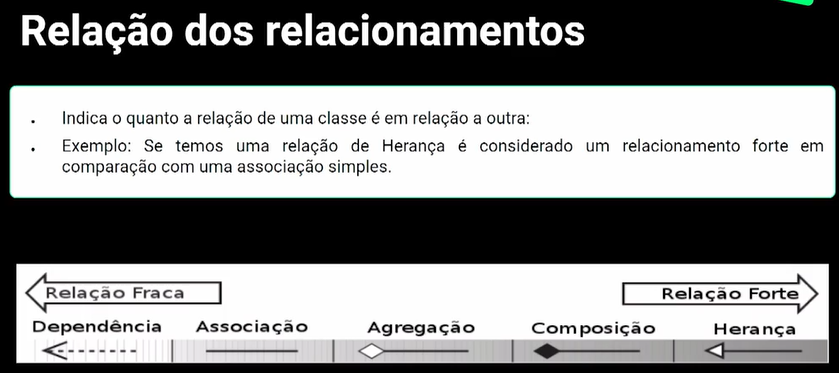 Relação dos relacionamentos
• Indica o quanto a relação de uma classe é em relação a outra:
• Exemplo: Se temos uma relação de Herança é considerado um relacionamento forte em
comparação com uma associação simples.
Relação Fraca
Relação Forte
Dependência Associação Agregação Composição Herança